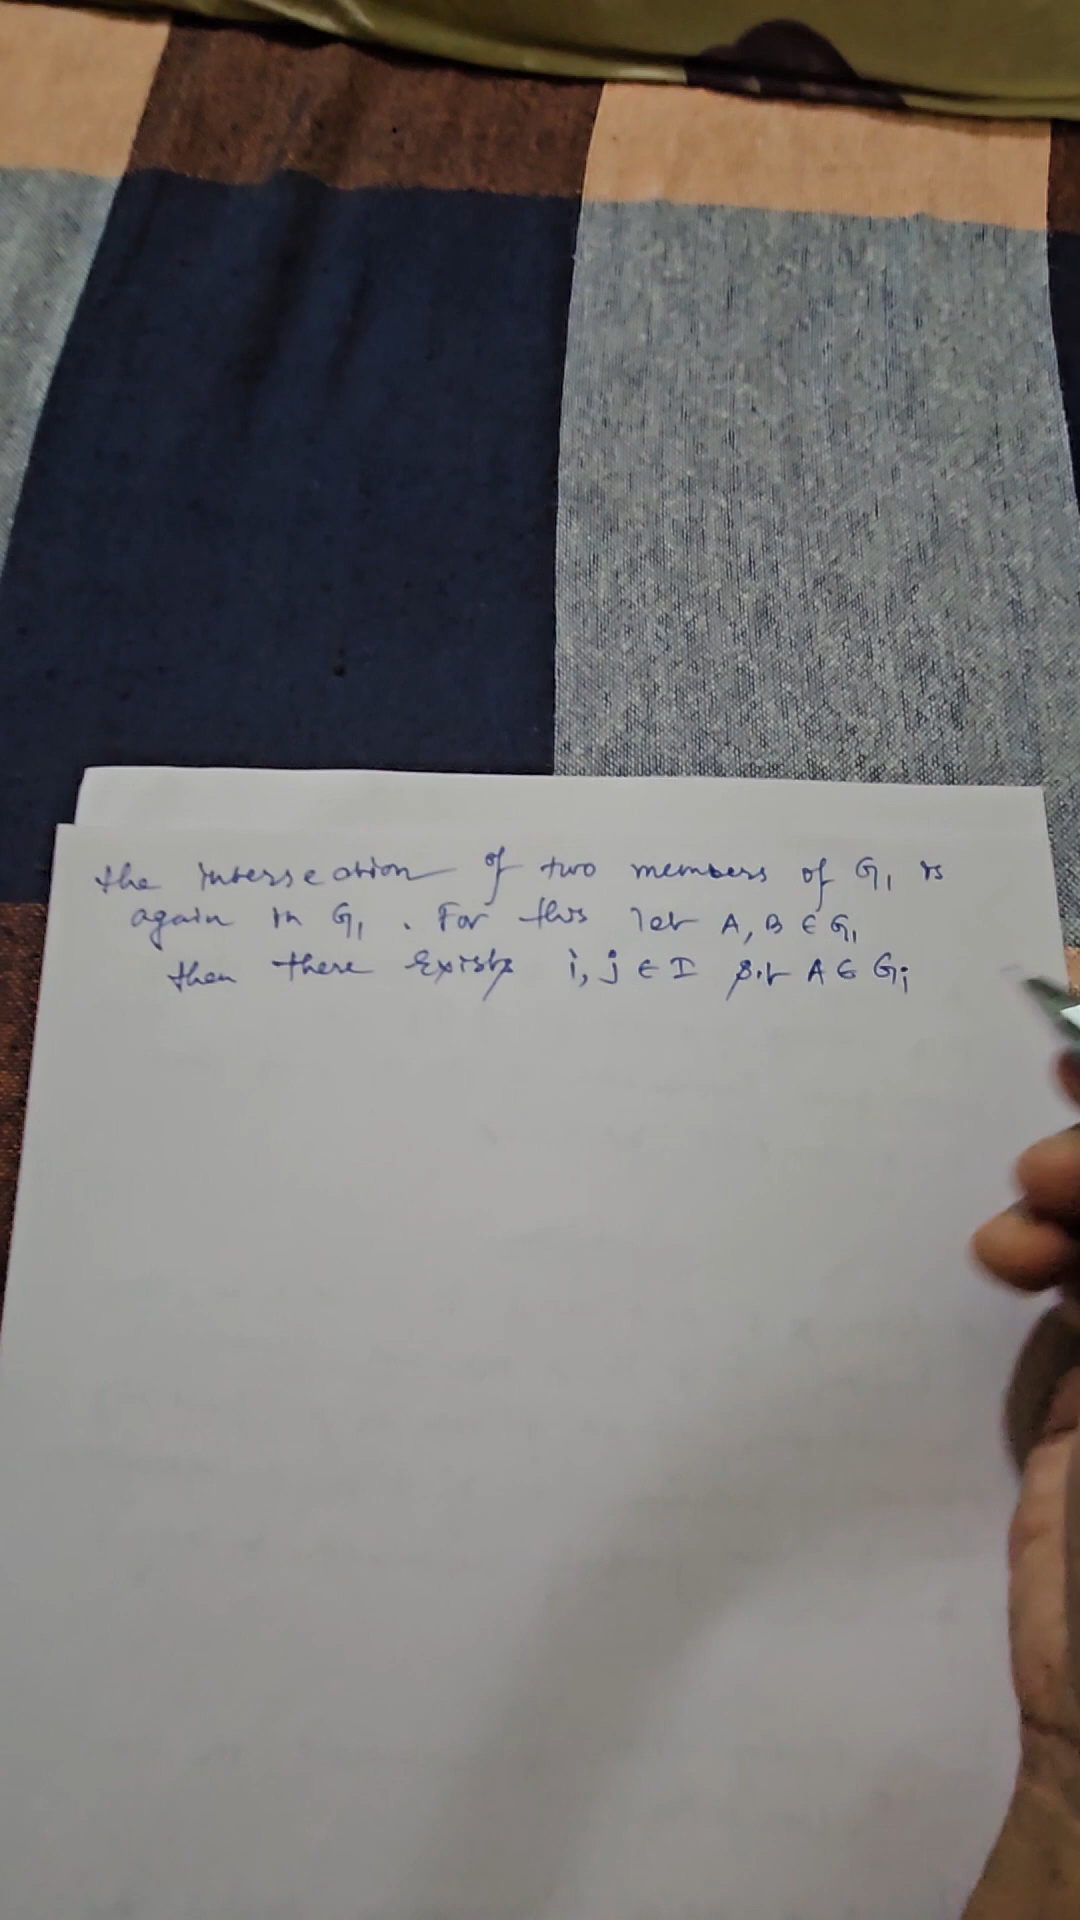 the intersection of two members of G₁ is
again in G₁ . For this let A, B ∈ G₁
then there exists i, j ∈ I s.t A ∈ Gᵢ